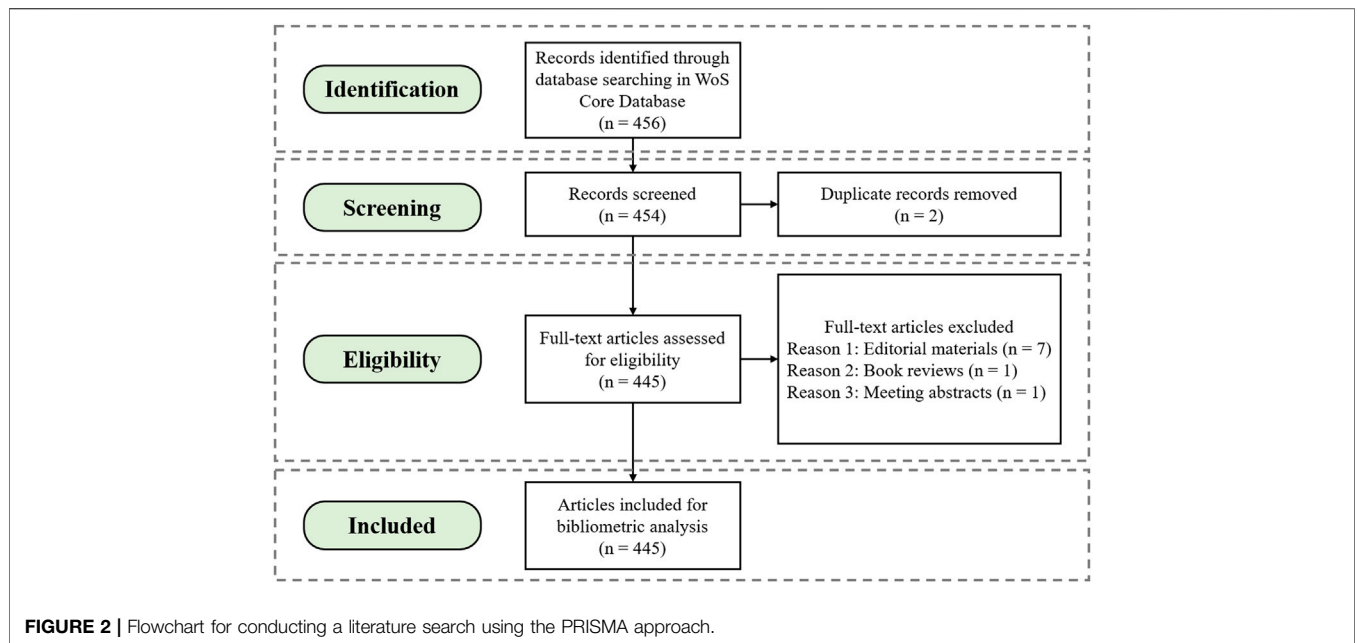 Identification
Records identified through
database searching in WoS
Core Database
(n = 456)
Screening
Records screened
(n = 454)
Duplicate records removed
(n = 2)
Eligibility
Full-text articles assessed
for eligibility
(n = 445)
Full-text articles excluded
Reason 1: Editorial materials (n = 7)
Reason 2: Book reviews (n = 1)
Reason 3: Meeting abstracts (n = 1)
Included
Articles included for
bibliometric analysis
(n = 445)
FIGURE 2 | Flowchart for conducting a literature search using the PRISMA approach.